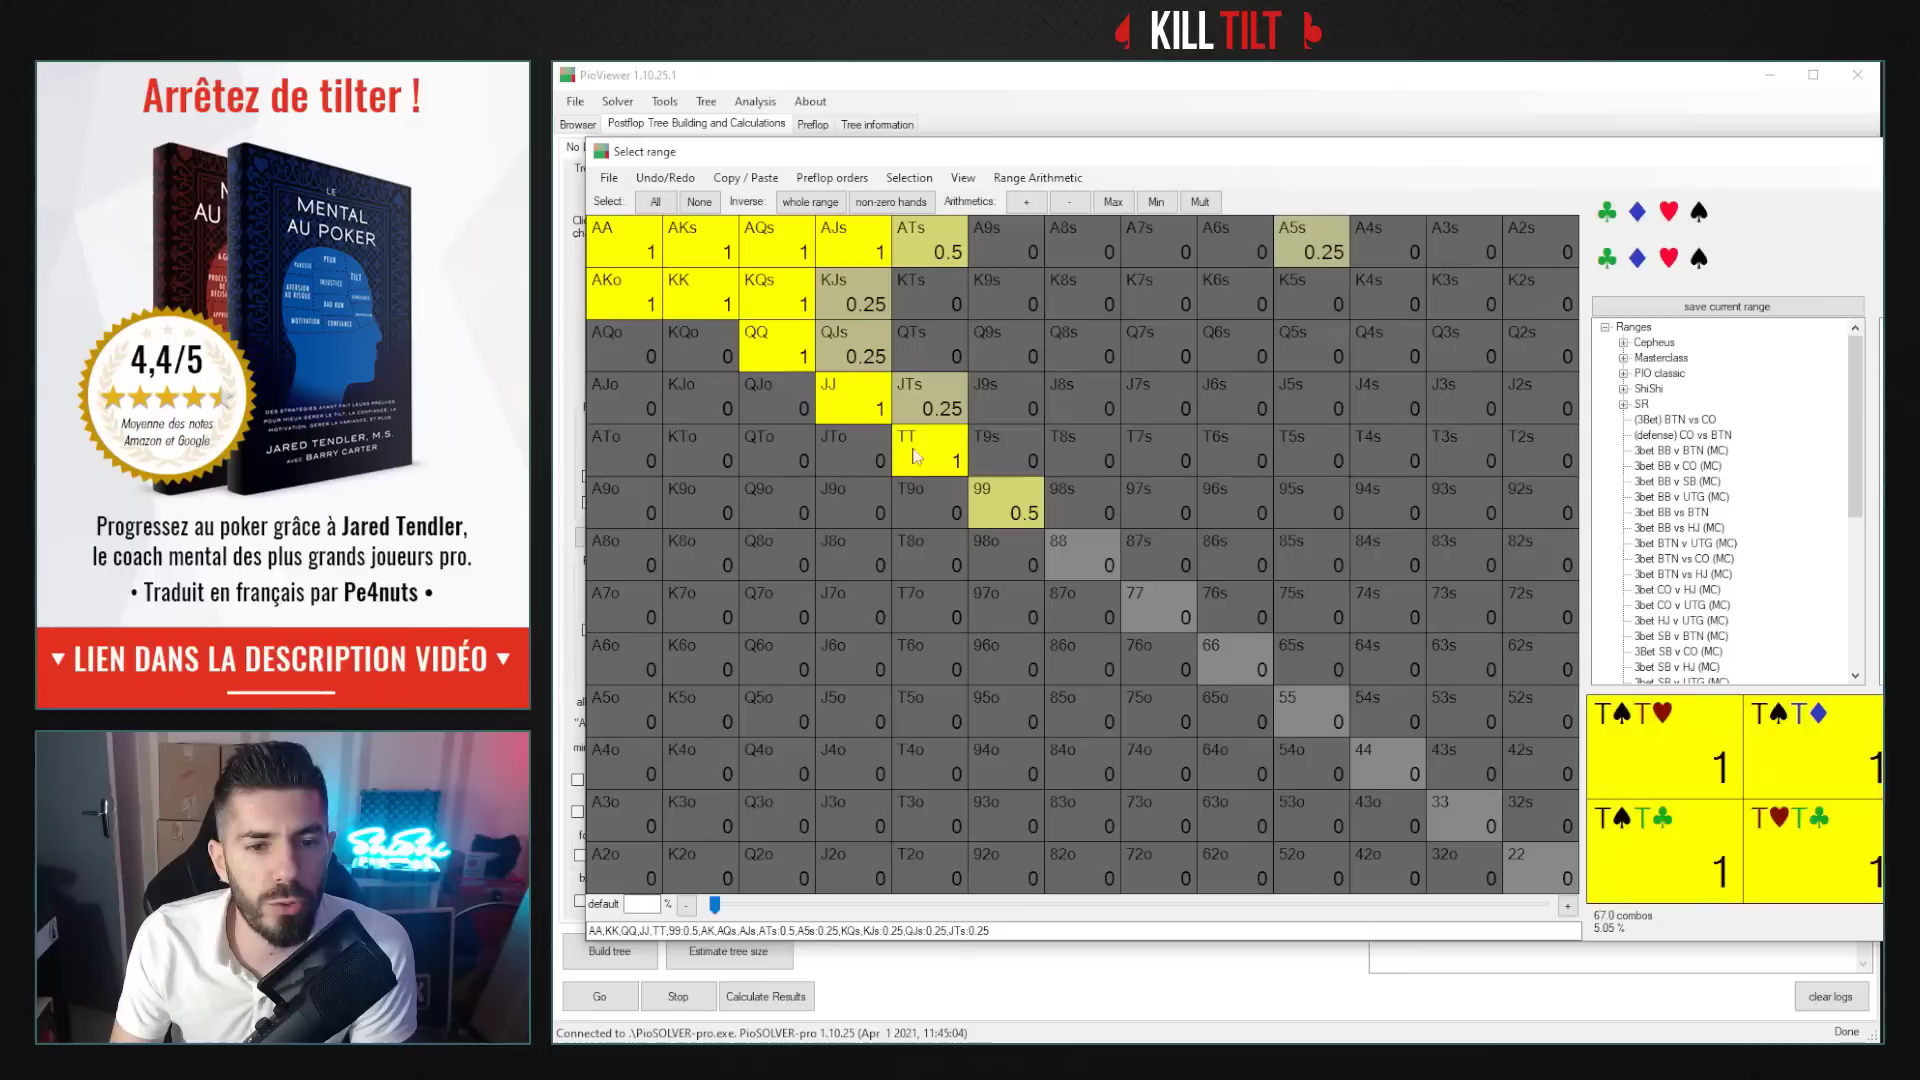 KILL TILT
Arrêtez de tilter !
LE
MENTAL
AU POKER
JARED TENDLER, M.S.
AVEC BARRY CARTER
4,4/5
Moyenne des notes
Amazon et Google
Progressez au poker grâce à Jared Tendler,
le coach mental des plus grands joueurs pro.
• Traduit en français par Pe4nuts •
LIEN DANS LA DESCRIPTION VIDÉO
ShiShi
PioViewer 1.10.25.1
File Solver Tools Tree Analysis About
Browser Postflop Tree Building and Calculations Preflop Tree information
Select range
File Undo/Redo Copy / Paste Preflop orders Selection View Range Arithmetic
Select: All None Inverse: whole range non-zero hands Arithmetics: + - Max Min Mult
AA AKs AQs AJs ATs A9s A8s A7s A6s A5s A4s A3s A2s
1 1 1 1 0.5 0 0 0 0 0.25 0 0 0
AKo KK KQs KJs KTs K9s K8s K7s K6s K5s K4s K3s K2s
1 1 1 0.25 0 0 0 0 0 0 0 0 0
AQo KQo QQ QJs QTs Q9s Q8s Q7s Q6s Q5s Q4s Q3s Q2s
0 0 1 0.25 0 0 0 0 0 0 0 0 0
AJo KJo QJo JJ JTs J9s J8s J7s J6s J5s J4s J3s J2s
0 0 0 1 0.25 0 0 0 0 0 0 0 0
ATo KTo QTo JTo TT T9s T8s T7s T6s T5s T4s T3s T2s
0 0 0 0 1 0 0 0 0 0 0 0 0
A9o K9o Q9o J9o T9o 99 98s 97s 96s 95s 94s 93s 92s
0 0 0 0 0 0.5 0 0 0 0 0 0 0
A8o K8o Q8o J8o T8o 98o 88 87s 86s 85s 84s 83s 82s
0 0 0 0 0 0 0 0 0 0 0 0 0
A7o K7o Q7o J7o T7o 97o 87o 77 76s 75s 74s 73s 72s
0 0 0 0 0 0 0 0 0 0 0 0 0
A6o K6o Q6o J6o T6o 96o 86o 76o 66 65s 64s 63s 62s
0 0 0 0 0 0 0 0 0 0 0 0 0
A5o K5o Q5o J5o T5o 95o 85o 75o 65o 55 54s 53s 52s
0 0 0 0 0 0 0 0 0 0 0 0 0
A4o K4o Q4o J4o T4o 94o 84o 74o 64o 54o 44 43s 42s
0 0 0 0 0 0 0 0 0 0 0 0 0
A3o K3o Q3o J3o T3o 93o 83o 73o 63o 53o 43o 33 32s
0 0 0 0 0 0 0 0 0 0 0 0 0
A2o K2o Q2o J2o T2o 92o 82o 72o 62o 52o 42o 32o 22
0 0 0 0 0 0 0 0 0 0 0 0 0
default % - +
AA,KK,QQ,JJ,TT,99:0.5,AK,AQs,AJs,ATs:0.5,A5s:0.25,KQs,KJs:0.25,QJs:0.25,JTs:0.25
save current range
Ranges
Cepheus
Masterclass
PIO classic
ShiShi
SR
(3Bet) BTN vs CO
(defense) CO vs BTN
3bet BB v BTN (MC)
3bet BB v CO (MC)
3bet BB v SB (MC)
3bet BB v UTG (MC)
3bet BB vs BTN
3bet BB vs HJ (MC)
3bet BTN v UTG (MC)
3bet BTN vs CO (MC)
3bet BTN vs HJ (MC)
3bet CO v HJ (MC)
3bet CO v UTG (MC)
3bet HJ v UTG (MC)
3bet SB v BTN (MC)
3Bet SB v CO (MC)
3bet SB v HJ (MC)
3bet SB v UTG (MC)
T♠T♥ T♠T♦
1 1
T♠T♣ T♥T♣
1 1
67.0 combos
5.05 %
Build tree Estimate tree size
Go Stop Calculate Results clear logs
Connected to .\PioSOLVER-pro.exe. PioSOLVER-pro 1.10.25 (Apr 1 2021, 11:45:04) Done